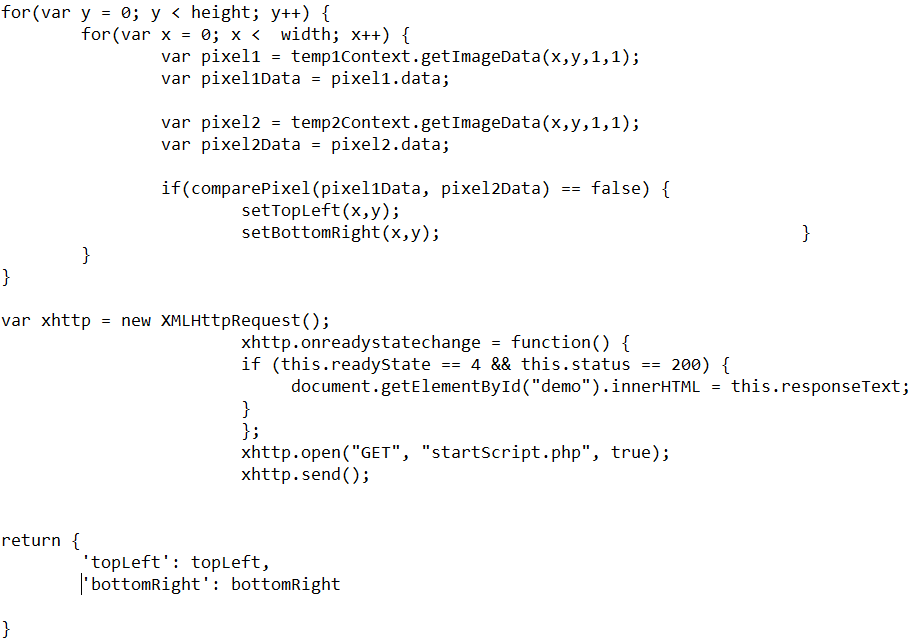 for(var y = 0; y < height; y++) {
        for(var x = 0; x <  width; x++) {
                var pixel1 = temp1Context.getImageData(x,y,1,1);
                var pixel1Data = pixel1.data;

                var pixel2 = temp2Context.getImageData(x,y,1,1);
                var pixel2Data = pixel2.data;

                if(comparePixel(pixel1Data, pixel2Data) == false) {
                        setTopLeft(x,y);
                        setBottomRight(x,y);                                    }
        }
}

var xhttp = new XMLHttpRequest();
                        xhttp.onreadystatechange = function() {
                        if (this.readyState == 4 && this.status == 200) {
                             document.getElementById("demo").innerHTML = this.responseText;
                        }
                        };
                        xhttp.open("GET", "startScript.php", true);
                        xhttp.send();


return {
        'topLeft': topLeft,
        'bottomRight': bottomRight

}